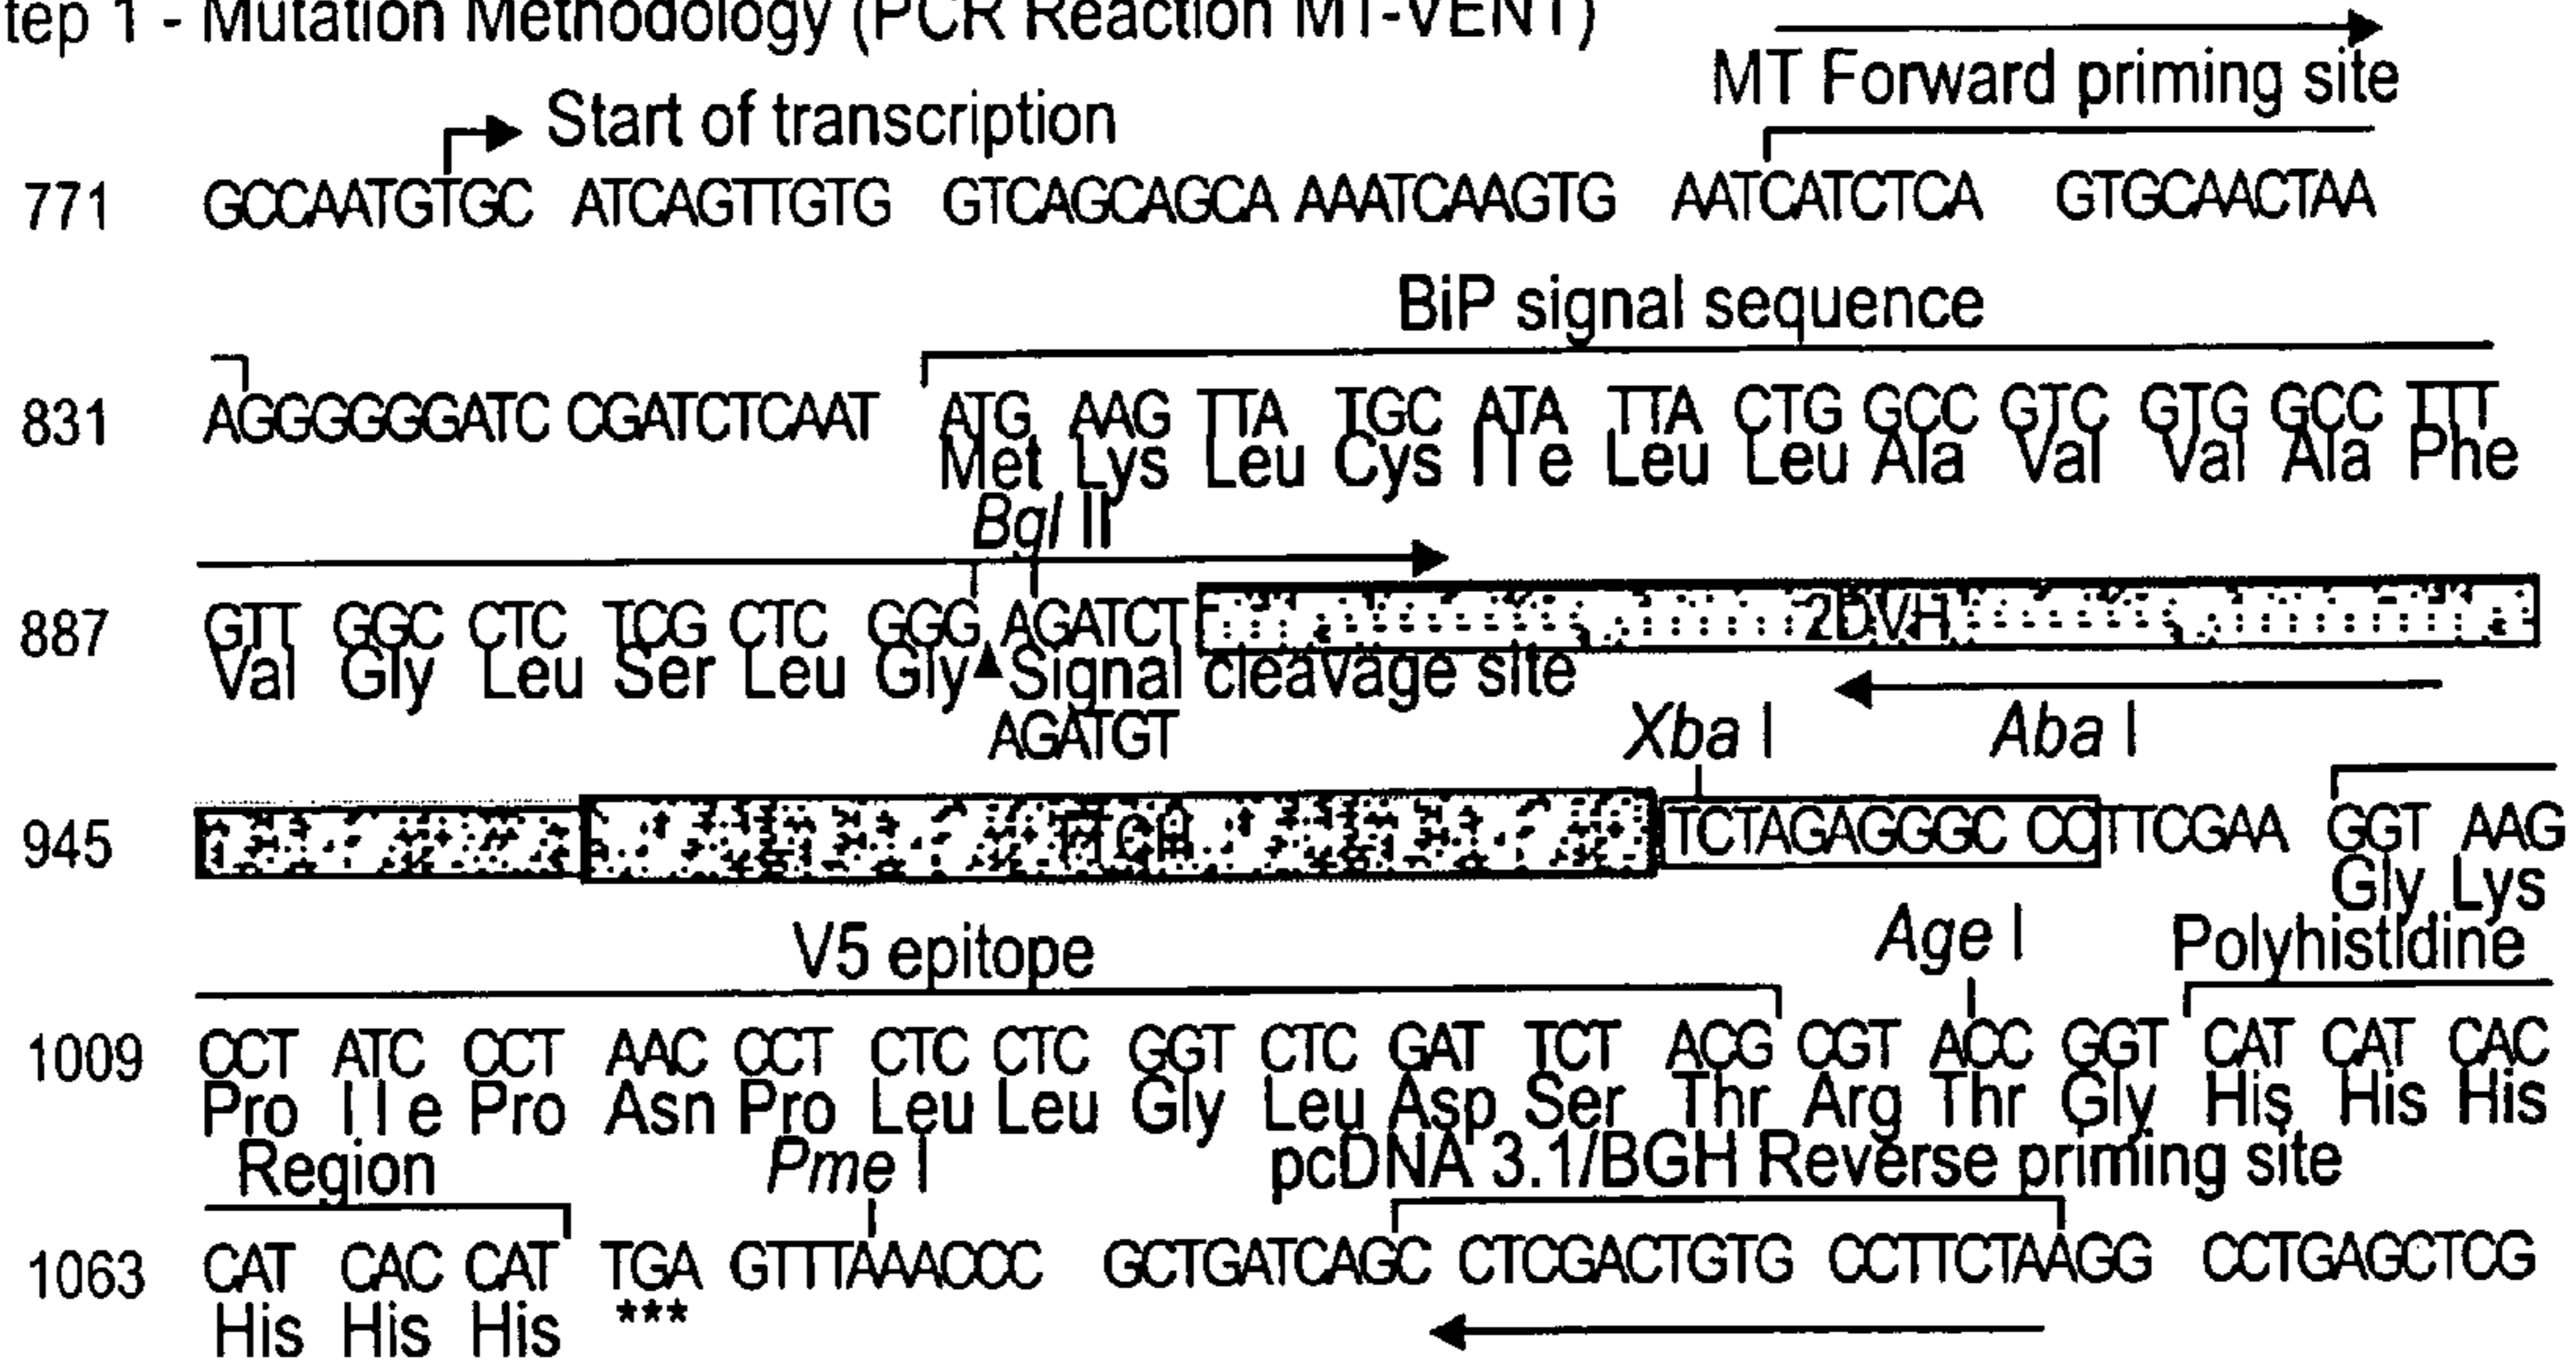 tep 1 - Mutation Methodology (PCR Reaction MT-VENT)
MT Forward priming site
Start of transcription
771 GCCAATGTGC ATCAGTTGTG GTCAGCAGCA AAATCAAGTG AATCATCTCA GTGCAACTAA
BiP signal sequence
831 AGGGGGGATC CGATCTCAAT ATG AAG TTA TGC ATA TTA CTG GCC GTC GTG GCC TTT
Met Lys Leu Cys Ile Leu Leu Ala Val Val Ala Phe
Bgl II
887 GTT GGC CTC TCG CTC GGG AGATCT 2DVH
Val Gly Leu Ser Leu Gly Signal cleavage site
AGATGT
Xba I Aba I
945 TCTAGAGGGC CCTTCGAA GGT AAG
Gly Lys
V5 epitope Age I Polyhistidine
1009 CCT ATC CCT AAC CCT CTC CTC GGT CTC GAT TCT ACG CGT ACC GGT CAT CAT CAC
Pro Ile Pro Asn Pro Leu Leu Gly Leu Asp Ser Thr Arg Thr Gly His His His
Region Pme I pcDNA 3.1/BGH Reverse priming site
1063 CAT CAC CAT TGA GTTTAAACCC GCTGATCAGC CTCGACTGTG CCTTCTAAGG CCTGAGCTCG
His His His ***